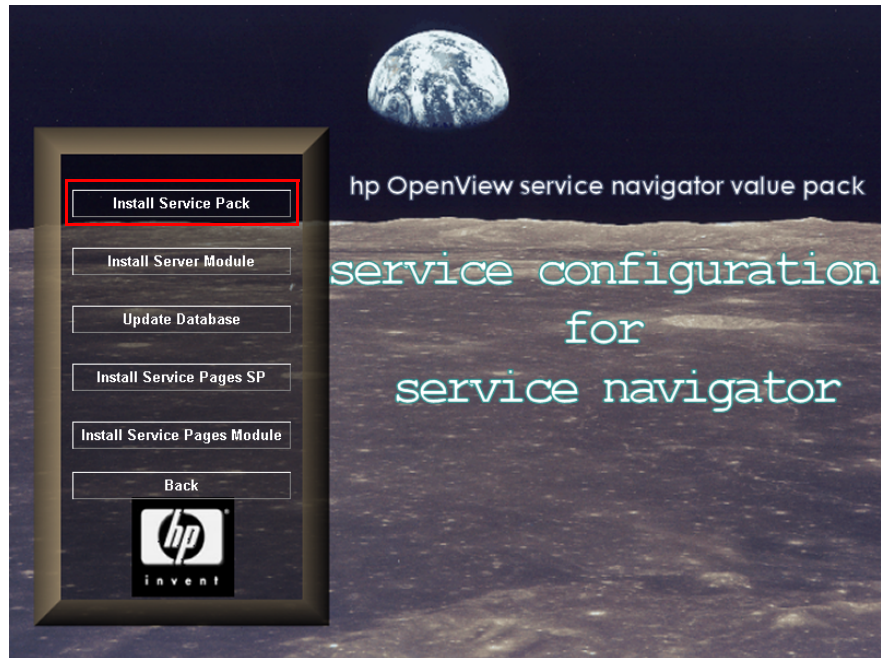 hp OpenView service navigator value pack
service configuration
for
service navigator
Install Service Pack
Install Server Module
Update Database
Install Service Pages SP
Install Service Pages Module
Back
hp
invent